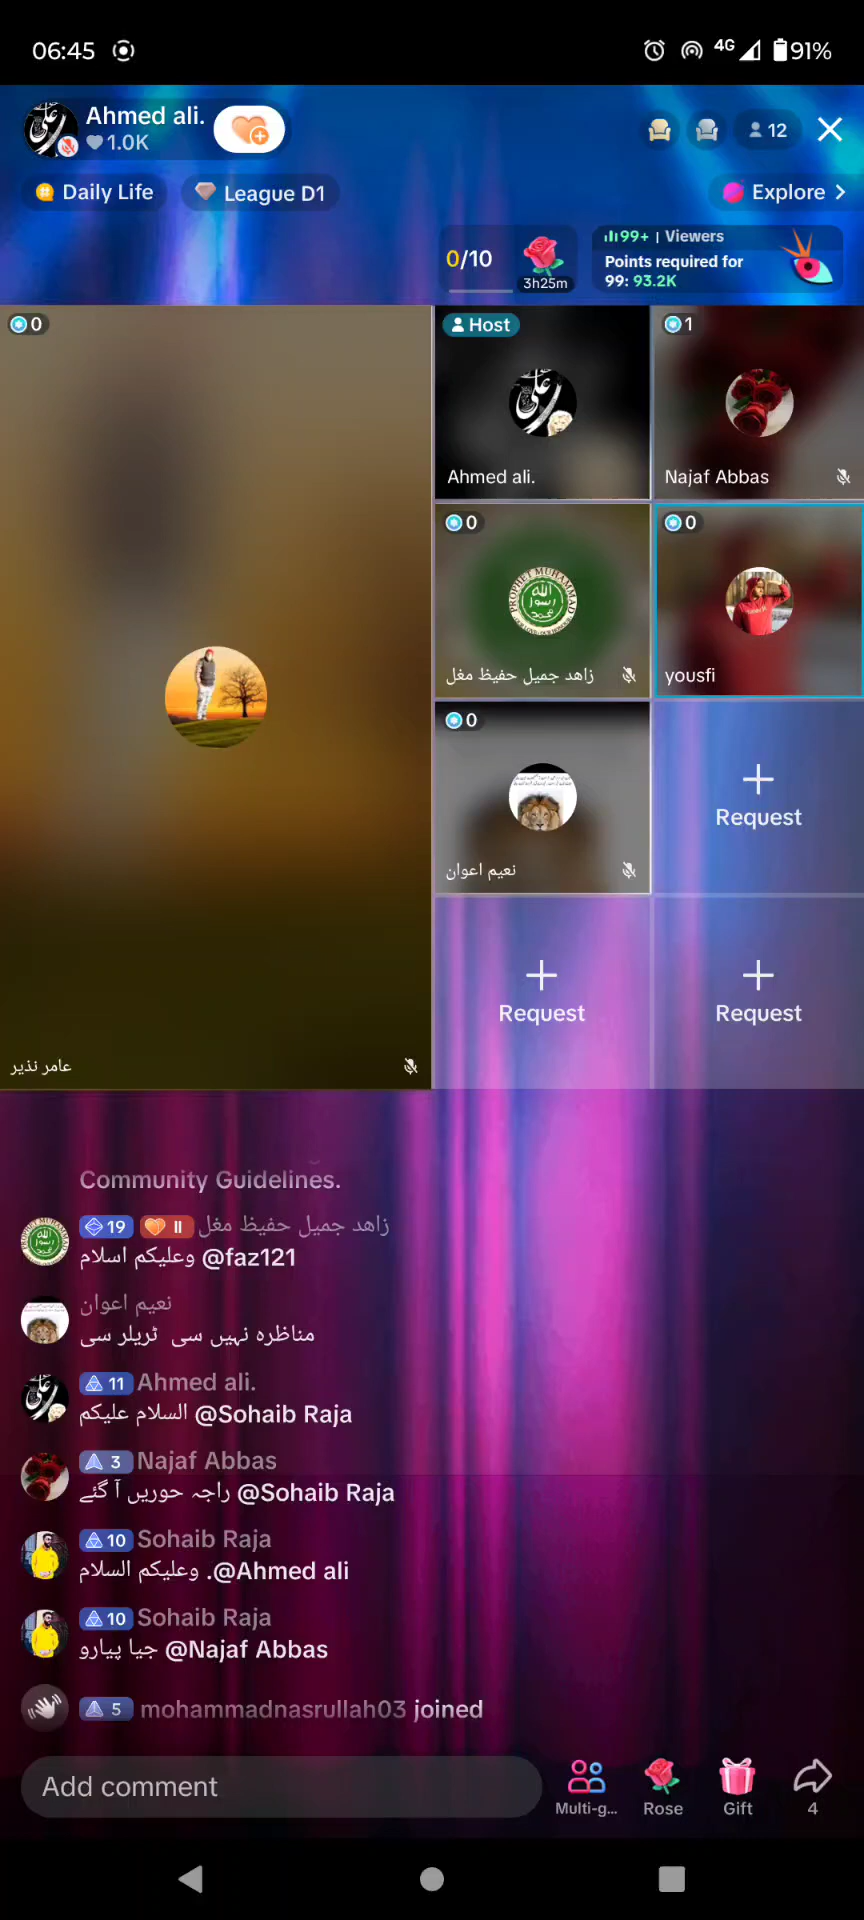 06:45
4G
91%
Ahmed ali.
1.0K
12
Daily Life
League D1
Explore
0/10
3h25m
99+ | Viewers
Points required for
99: 93.2K
0
Host
Ahmed ali.
1
Najaf Abbas
0
زاهد جمیل حفیظ مغل
0
yousfi
0
نعیم اعوان
Request
Request
Request
عامر نذیر
Community Guidelines.
19 II زاهد جمیل حفیظ مغل
وعلیکم اسلام @faz121
نعیم اعوان
مناظرہ نہیں سی ٹریلر سی
11 Ahmed ali.
السلام علیکم @Sohaib Raja
3 Najaf Abbas
راجہ حوریں آ گئے @Sohaib Raja
10 Sohaib Raja
وعلیکم السلام .@Ahmed ali
10 Sohaib Raja
جیا پیارو @Najaf Abbas
5 mohammadnasrullah03 joined
Add comment
Multi-g...
Rose
Gift
4